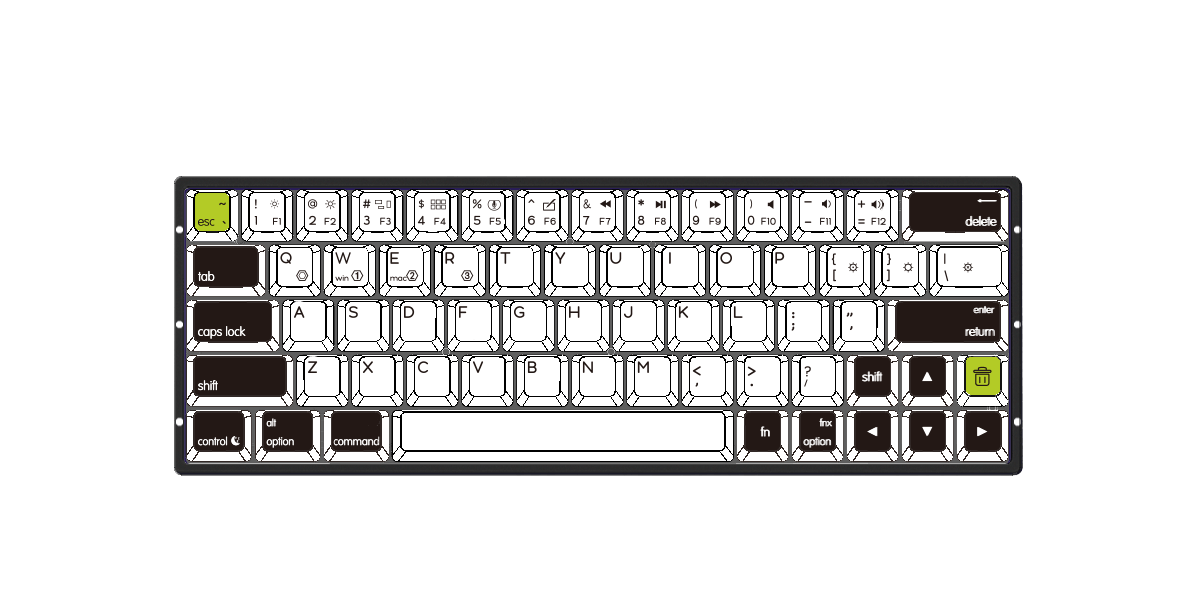 ~ ! @ # $ % ^ & * ( ) − +
esc ` 1 F1 2 F2 3 F3 4 F4 5 F5 6 F6 7 F7 8 F8 9 F9 0 F10 – F11 = F12 delete
Q W E R T Y U I O P { } |
tab win 1 mac 2 3 [ ] \
A S D F G H J K L : " enter
caps lock ; , return
Z X C V B N M < > ? shift ▲
shift , . /
alt fn fnx ◀ ▼ ▶
control option command option